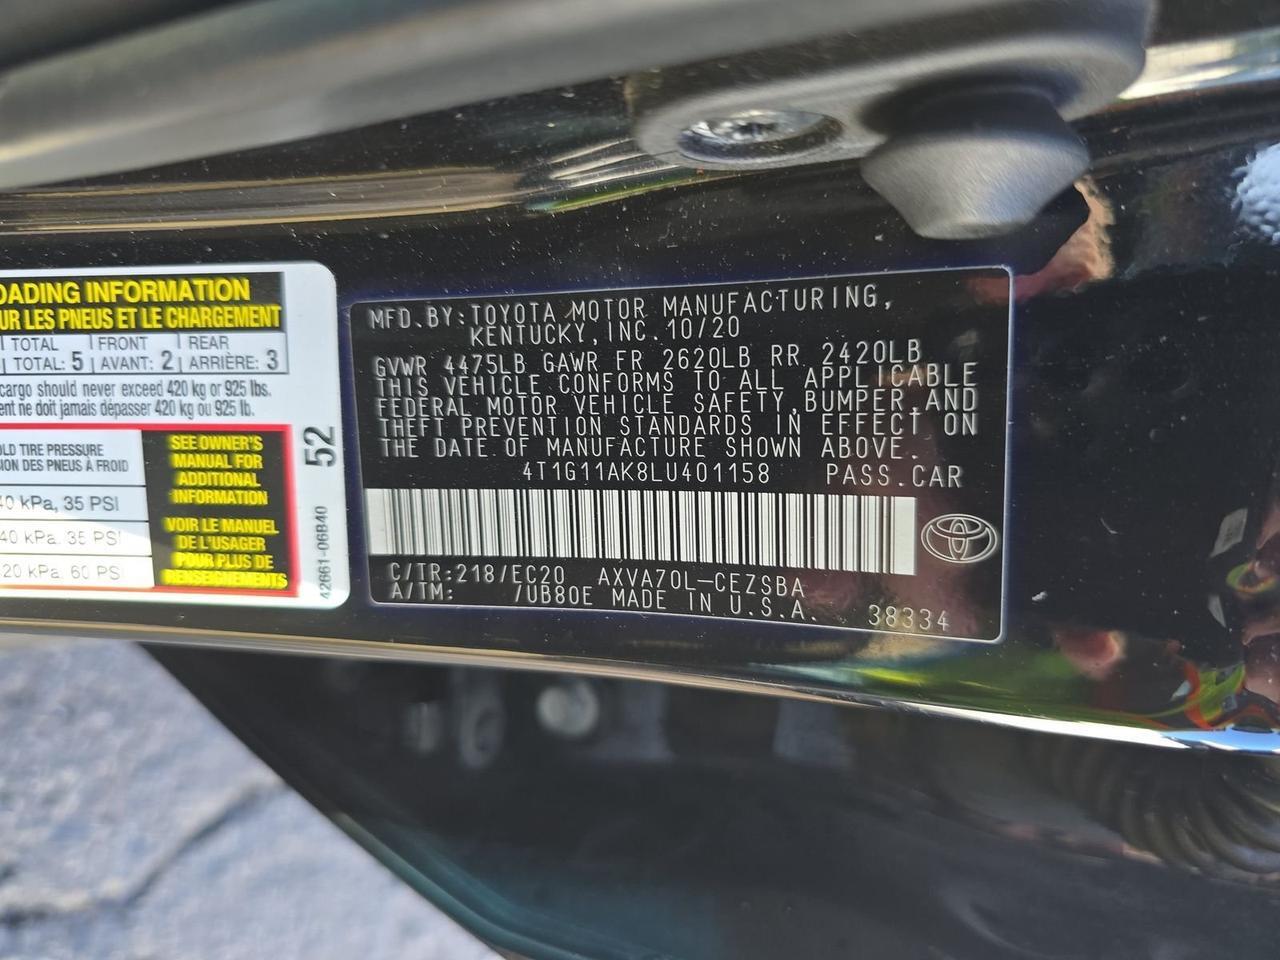 OADING INFORMATION
UR LES PNEUS ET LE CHARGEMENT
TOTAL | FRONT | REAR
TOTAL: 5 | AVANT: 2 | ARRIÈRE: 3
cargo should never exceed 420 kg or 925 lbs.
ent ne doit jamais dépasser 420 kg ou 925 lb.
OLD TIRE PRESSURE
SION DES PNEUS À FROID
40 kPa, 35 PSI
40 kPa. 35 PSI
20 kPa. 60 PSI
SEE OWNER'S
MANUAL FOR
ADDITIONAL
INFORMATION
VOIR LE MANUEL
DE L'USAGER
POUR PLUS DE
RENSEIGNEMENTS
52
42661-06B40
MFD.BY:TOYOTA MOTOR MANUFACTURING,
KENTUCKY,INC.10/20
GVWR 4475LB GAWR FR 2620LB RR 2420LB
THIS VEHICLE CONFORMS TO ALL APPLICABLE
FEDERAL MOTOR VEHICLE SAFETY,BUMPER,AND
THEFT PREVENTION STANDARDS IN EFFECT ON
THE DATE OF MANUFACTURE SHOWN ABOVE.
4T1G11AK8LU401158 PASS.CAR
C/TR:218/EC20 AXVA70L-CEZSBA
A/TM: /UB80E MADE IN U.S.A. 38334